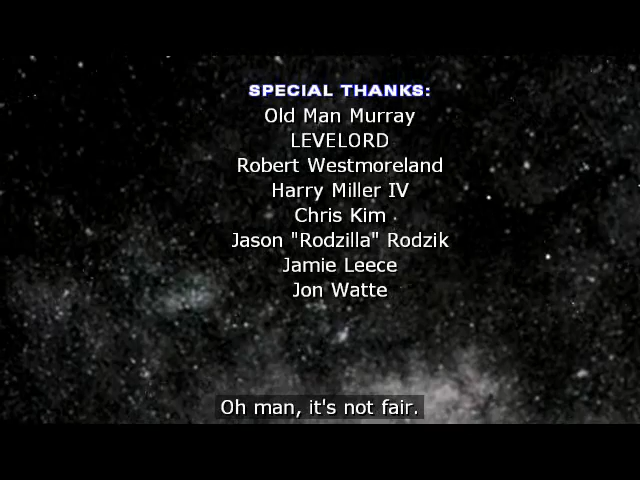 SPECIAL THANKS:
Old Man Murray
LEVELORD
Robert Westmoreland
Harry Miller IV
Chris Kim
Jason "Rodzilla" Rodzik
Jamie Leece
Jon Watte
Oh man, it's not fair.